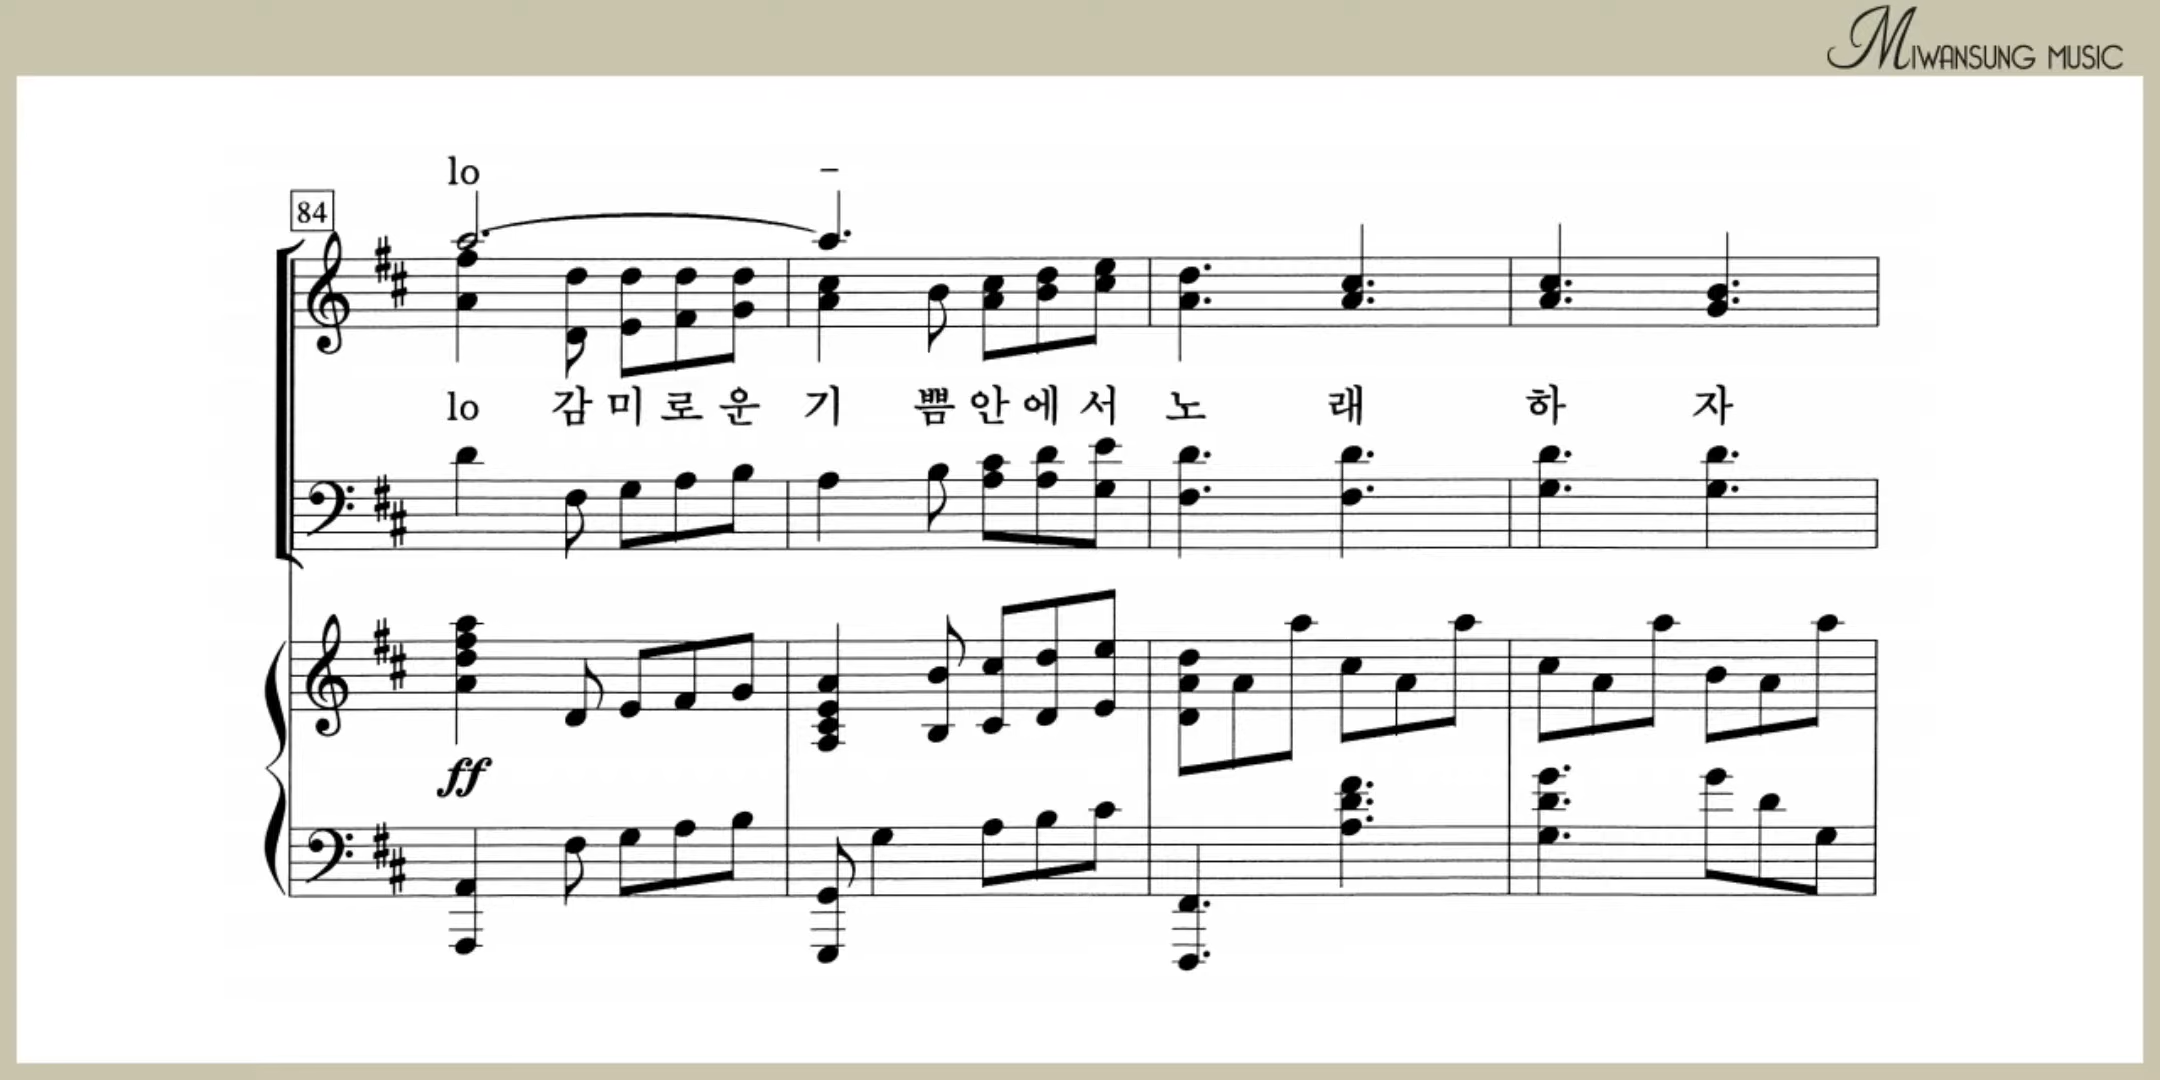 MIWANSUNG MUSIC
lo –
84
lo 감 미 로 운 기 쁨 안 에 서 노 래 하 자
ff